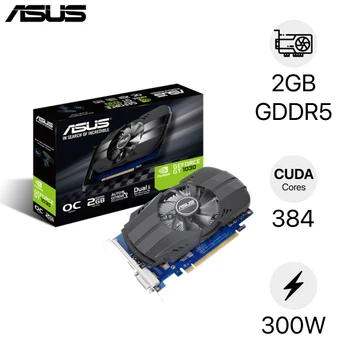 ASUS
2GB
GDDR5
CUDA
Cores
384
300W
ASUS
IN SEARCH OF INCREDIBLE
GEFORCE
GT 1030
OC 2GB